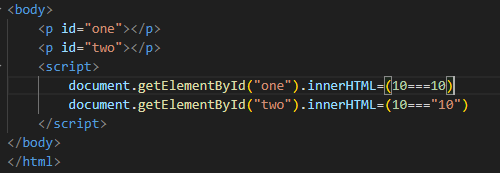 <body>
<p id="one"></p>
<p id="two"></p>
<script>
document.getElementById("one").innerHTML=(10===10)
document.getElementById("two").innerHTML=(10==="10")
</script>
</body>
</html>